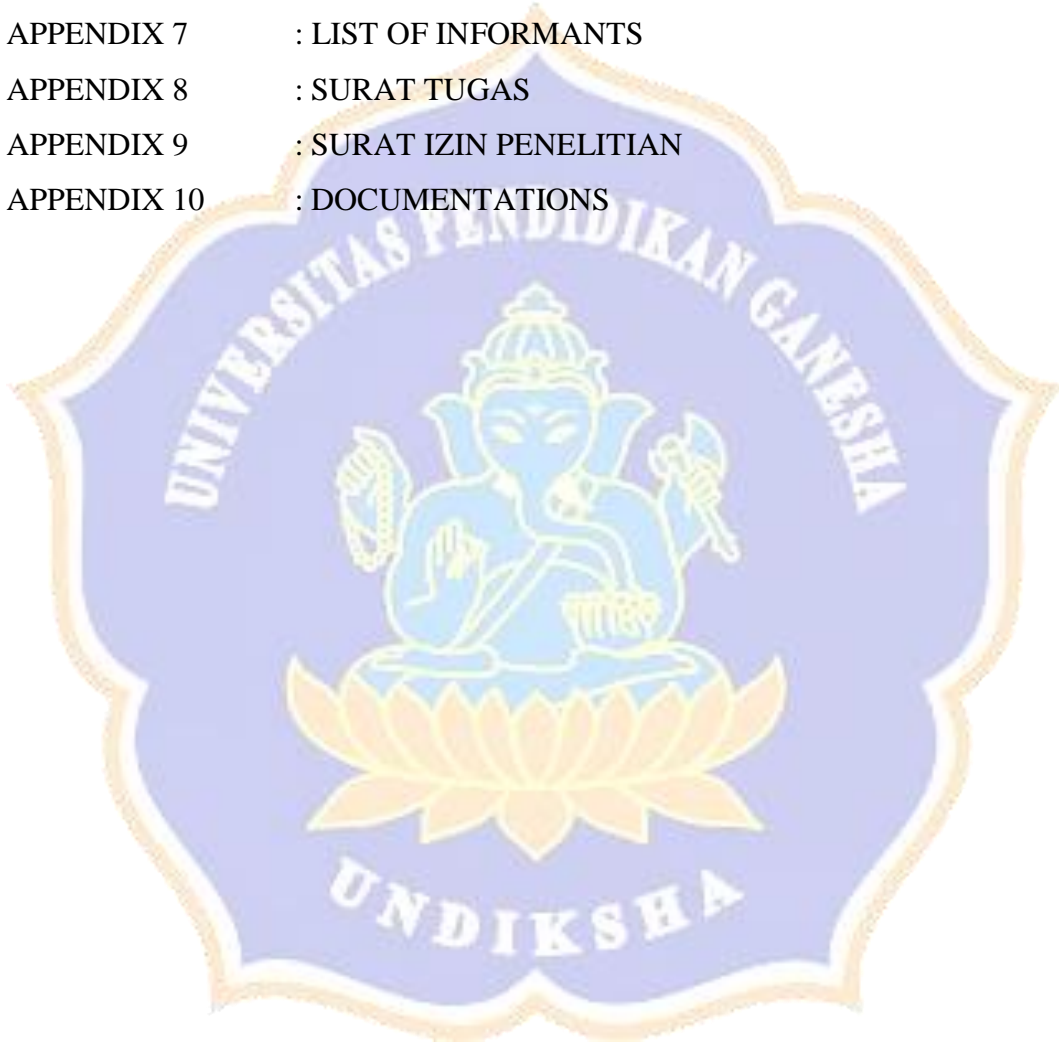 APPENDIX 7 : LIST OF INFORMANTS
APPENDIX 8 : SURAT TUGAS
APPENDIX 9 : SURAT IZIN PENELITIAN
APPENDIX 10 : DOCUMENTATIONS
UNIVERSITAS PENDIDIKAN GANESHA
UNDIKSHA